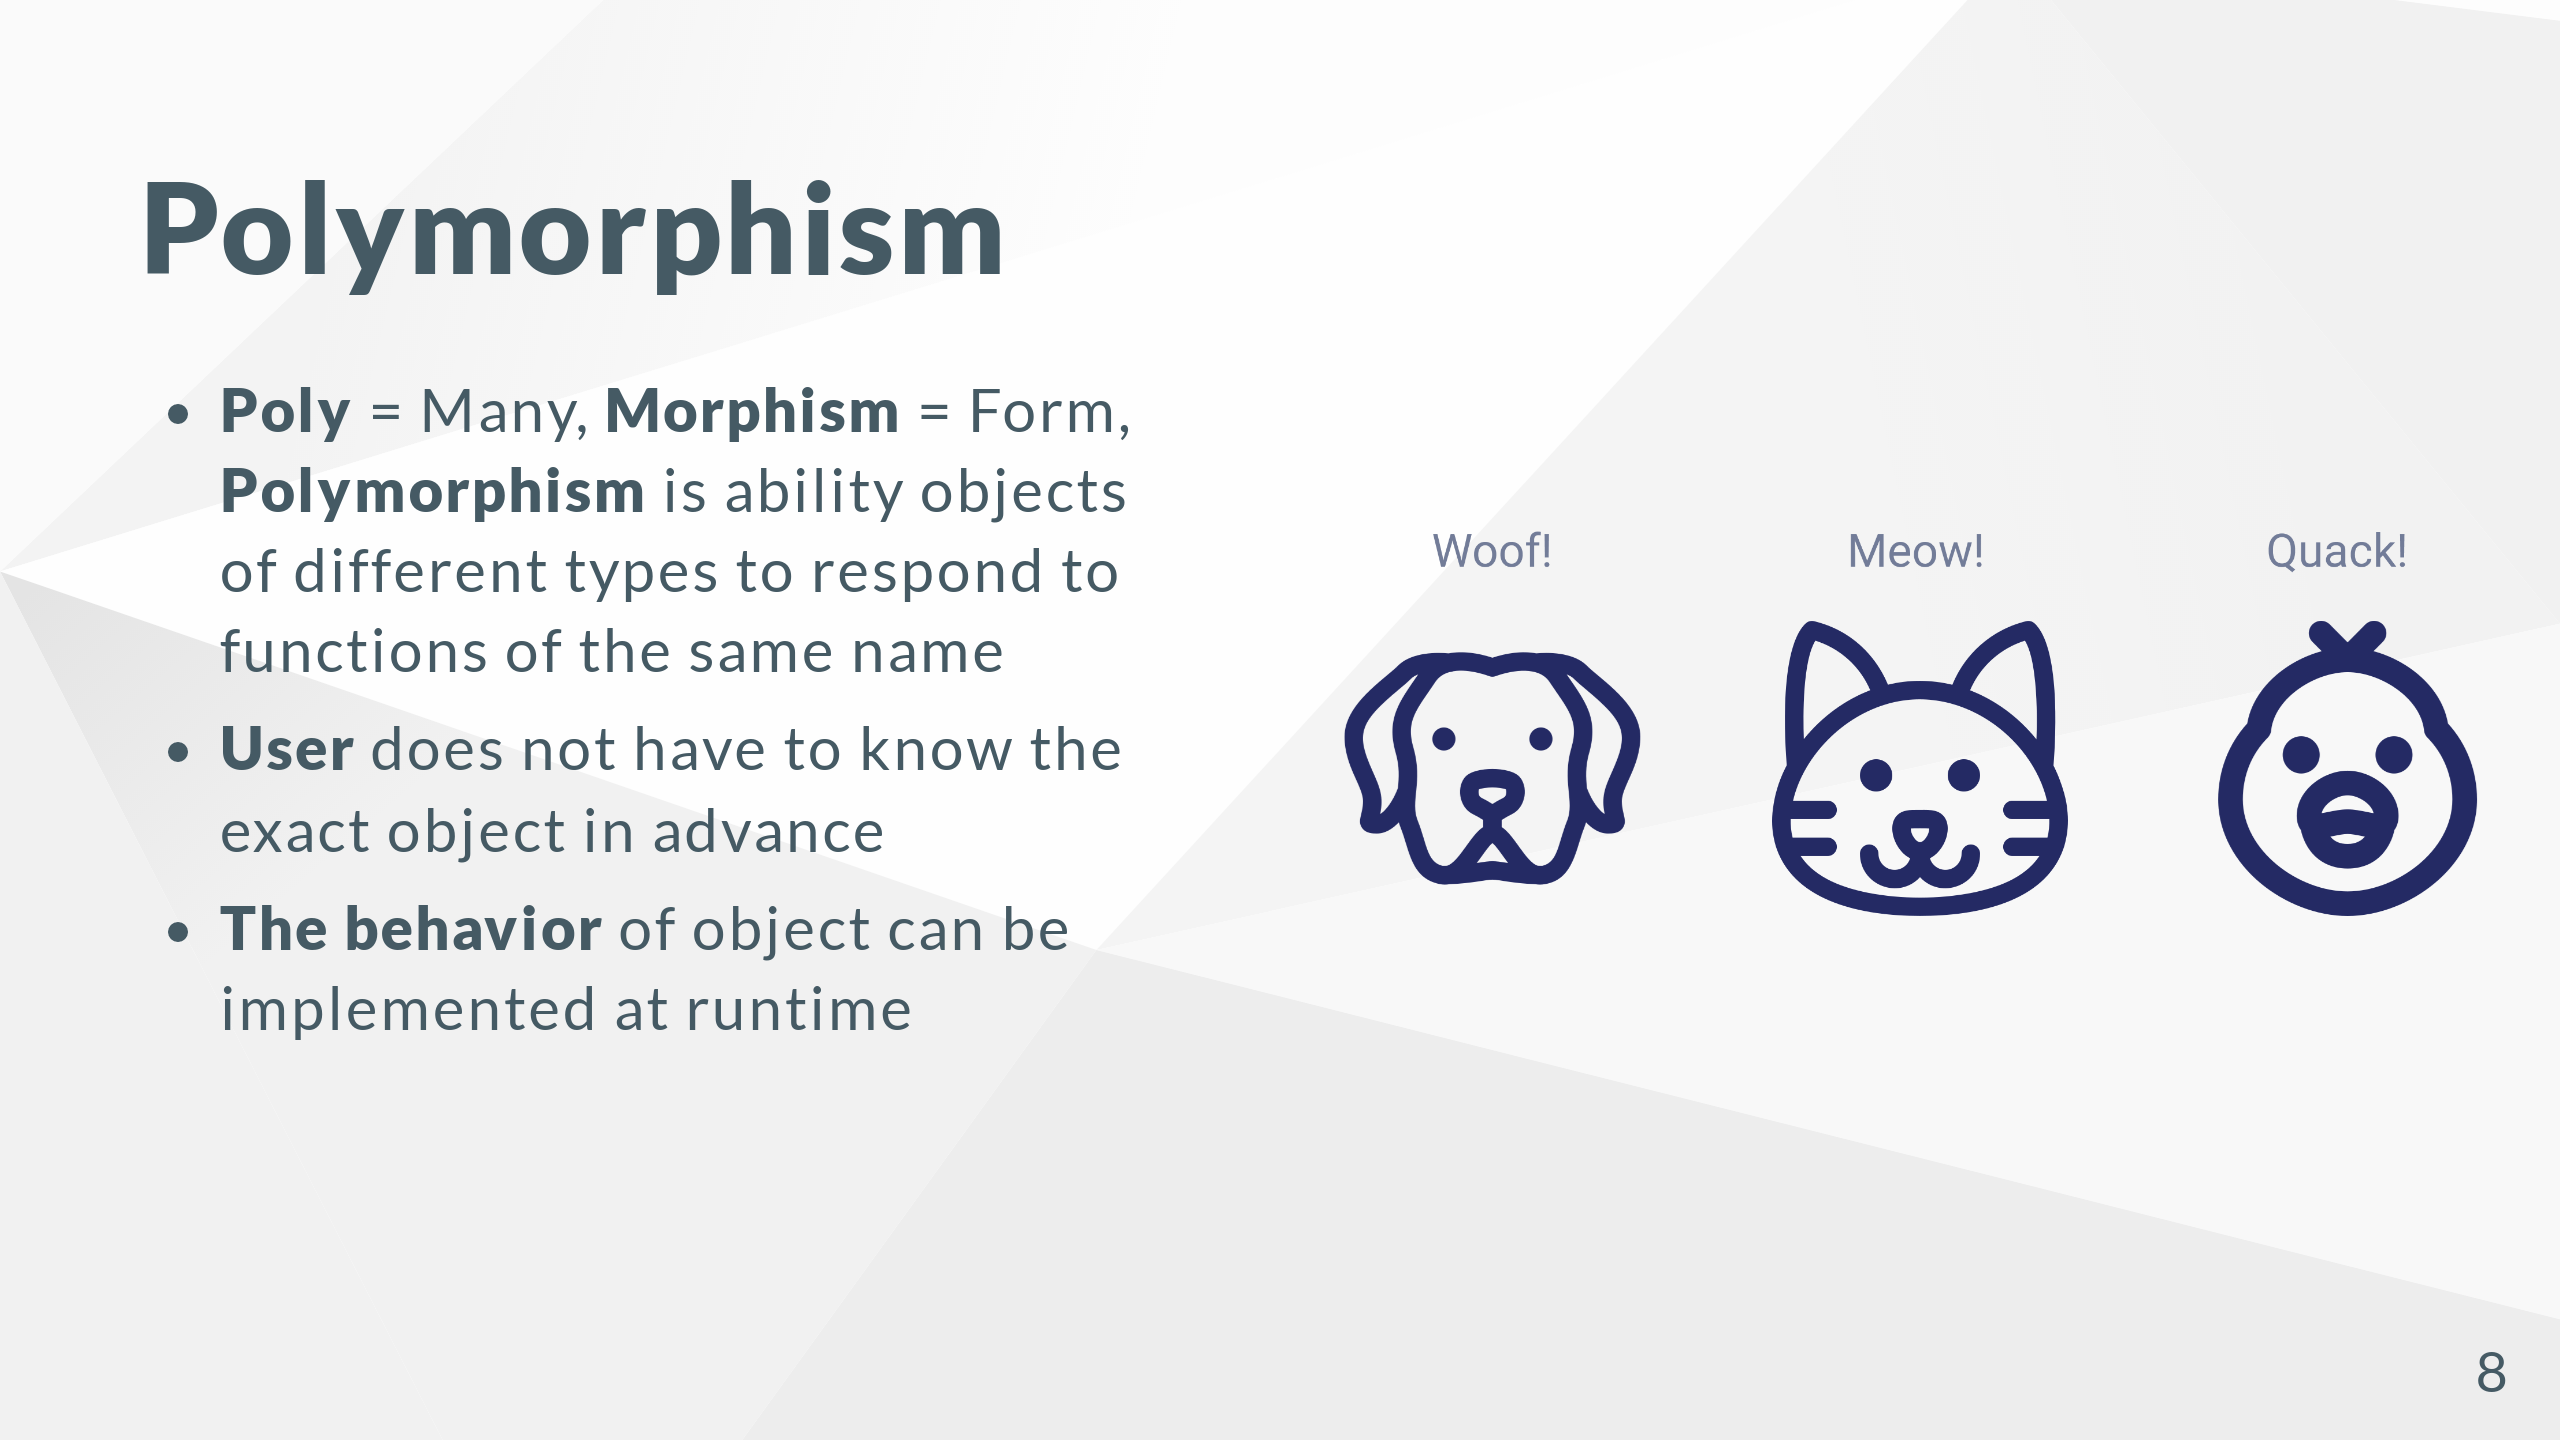 Polymorphism
• Poly = Many, Morphism = Form,
Polymorphism is ability objects
of different types to respond to
functions of the same name
• User does not have to know the
exact object in advance
• The behavior of object can be
implemented at runtime
Woof!
Meow!
Quack!
8